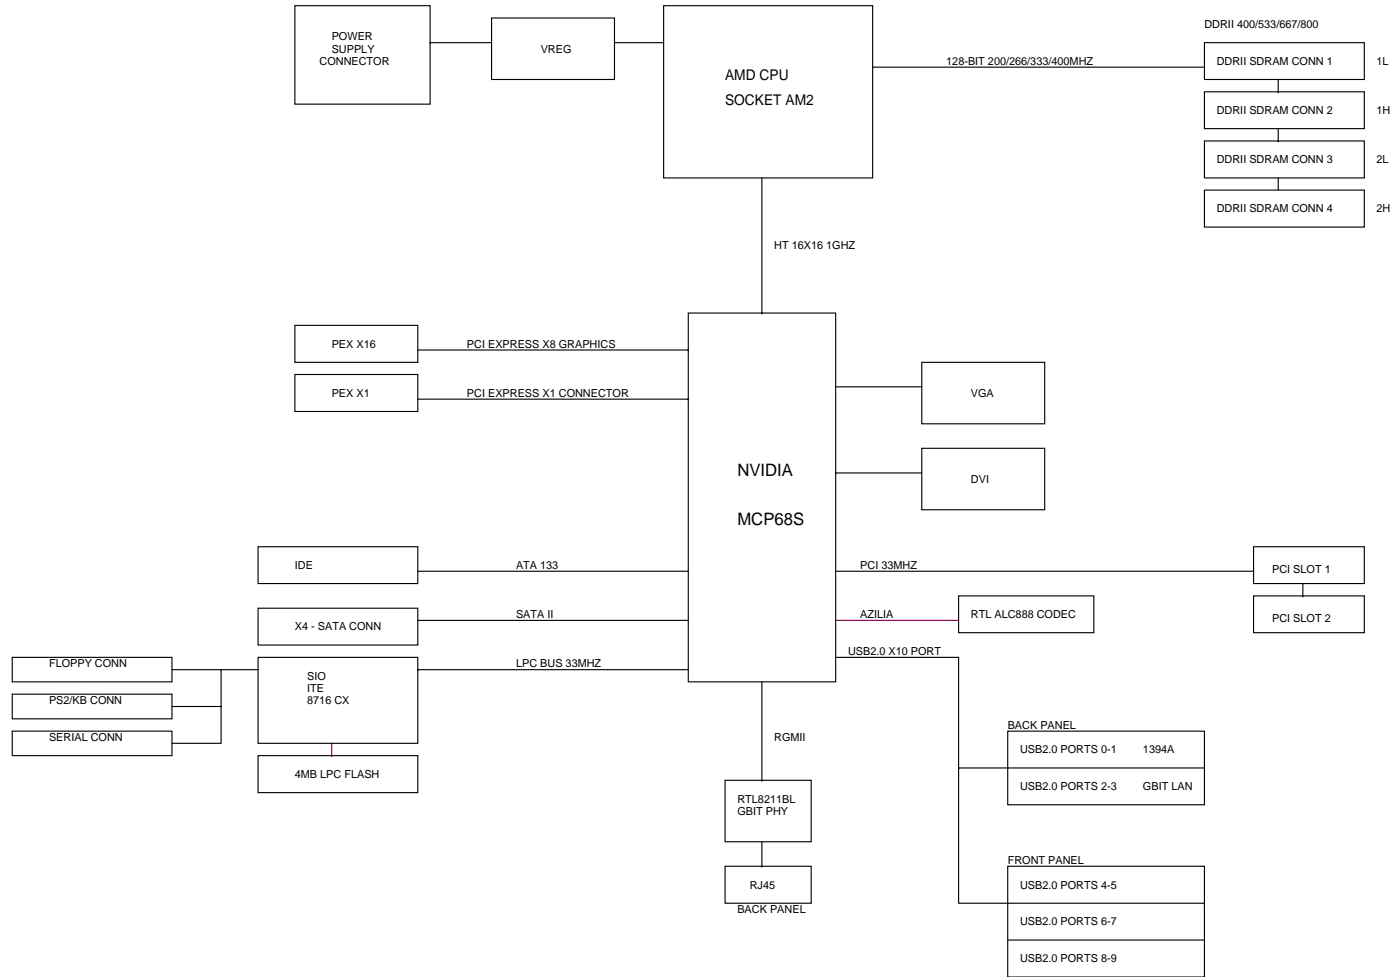 POWER
SUPPLY
CONNECTOR
VREG
AMD CPU
SOCKET AM2
128-BIT 200/266/333/400MHZ
DDRII 400/533/667/800
DDRII SDRAM CONN 1 1L
DDRII SDRAM CONN 2 1H
DDRII SDRAM CONN 3 2L
DDRII SDRAM CONN 4 2H
HT 16X16 1GHZ
PEX X16
PCI EXPRESS X8 GRAPHICS
PEX X1
PCI EXPRESS X1 CONNECTOR
VGA
NVIDIA
MCP68S
DVI
IDE
ATA 133
PCI 33MHZ
PCI SLOT 1
X4 - SATA CONN
SATA II
AZILIA
RTL ALC888 CODEC
PCI SLOT 2
FLOPPY CONN
PS2/KB CONN
SERIAL CONN
SIO
ITE
8716 CX
LPC BUS 33MHZ
4MB LPC FLASH
USB2.0 X10 PORT
RGMII
RTL8211BL
GBIT PHY
RJ45
BACK PANEL
BACK PANEL
USB2.0 PORTS 0-1 1394A
USB2.0 PORTS 2-3 GBIT LAN
FRONT PANEL
USB2.0 PORTS 4-5
USB2.0 PORTS 6-7
USB2.0 PORTS 8-9